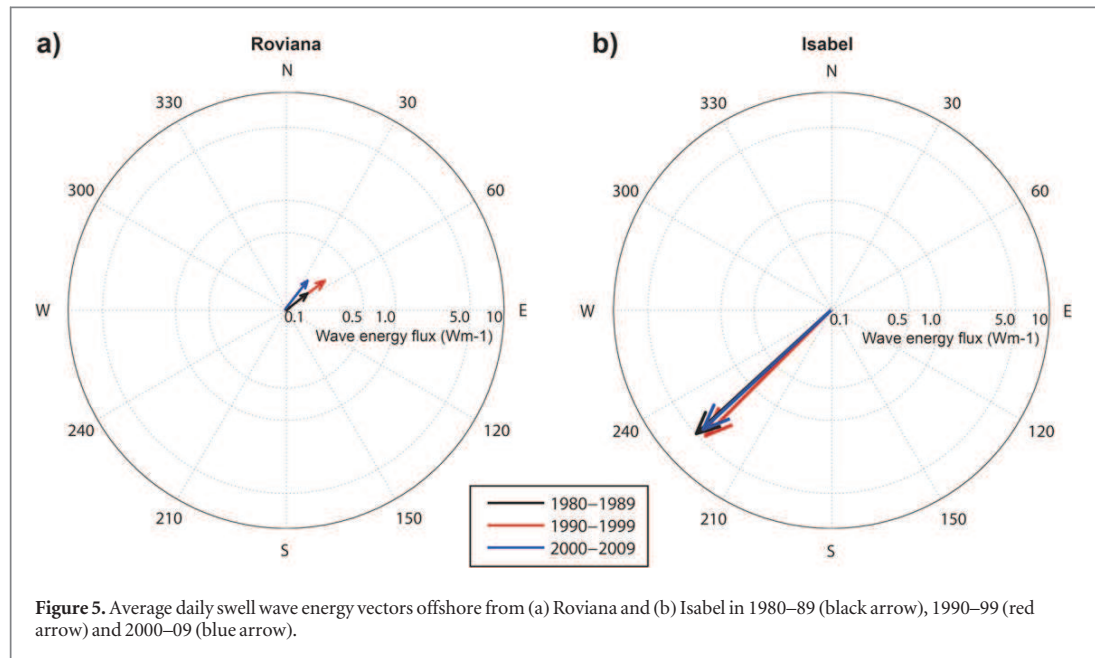 a)
Roviana
N
30
60
E
120
150
S
210
240
W
300
330
0.1 0.5 1.0 5.0 10
Wave energy flux (Wm-1)
b)
Isabel
N
30
60
E
120
150
S
210
240
W
300
330
0.1 0.5 1.0 5.0 10
Wave energy flux (Wm-1)
1980–1989
1990–1999
2000–2009
Figure 5. Average daily swell wave energy vectors offshore from (a) Roviana and (b) Isabel in 1980–89 (black arrow), 1990–99 (red
arrow) and 2000–09 (blue arrow).